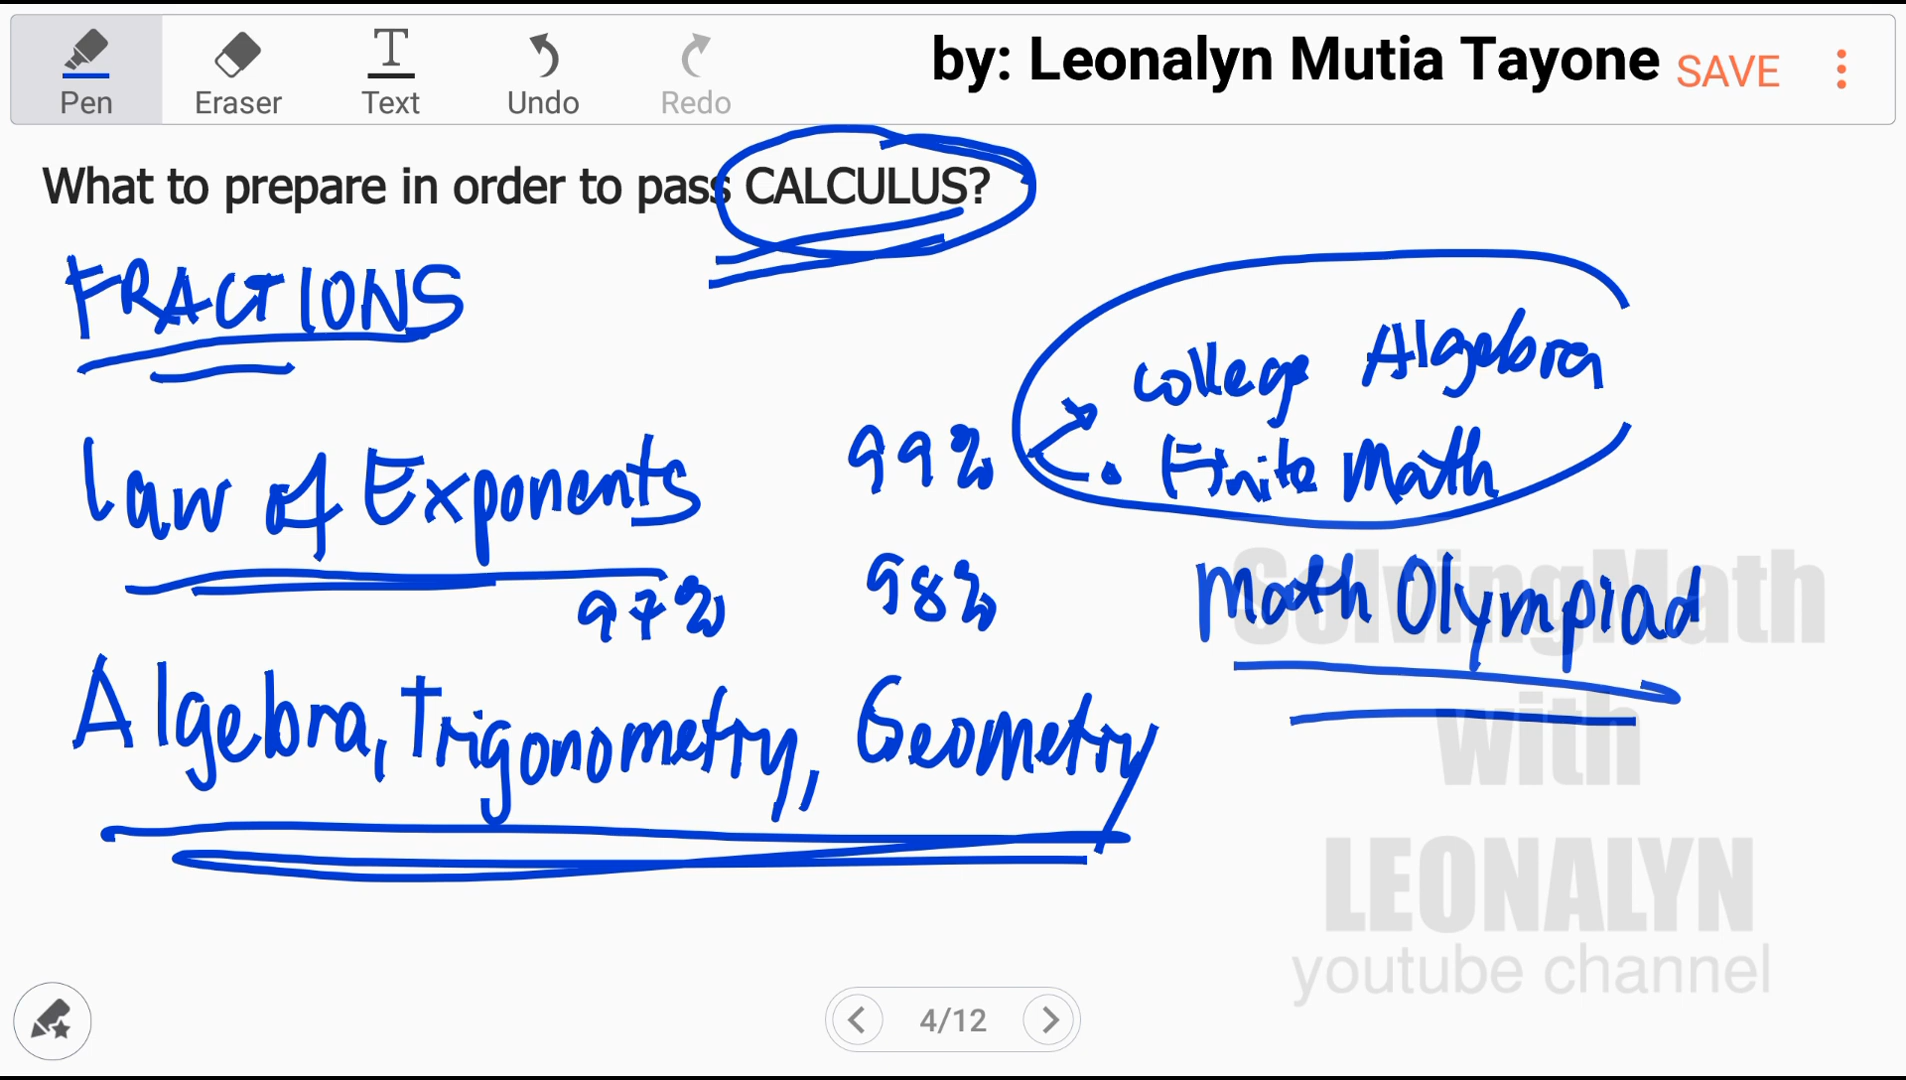 by: Leonalyn Mutia Tayone
SAVE
Pen
Eraser
Text
Undo
Redo
What to prepare in order to pass CALCULUS?
FRACTIONS
College Algebra
Law of Exponents
99%
Finite Math
97%
98%
Math Olympiad
Algebra, Trigonometry, Geometry
SolvingMath
with
LEONALYN
youtube channel
4/12